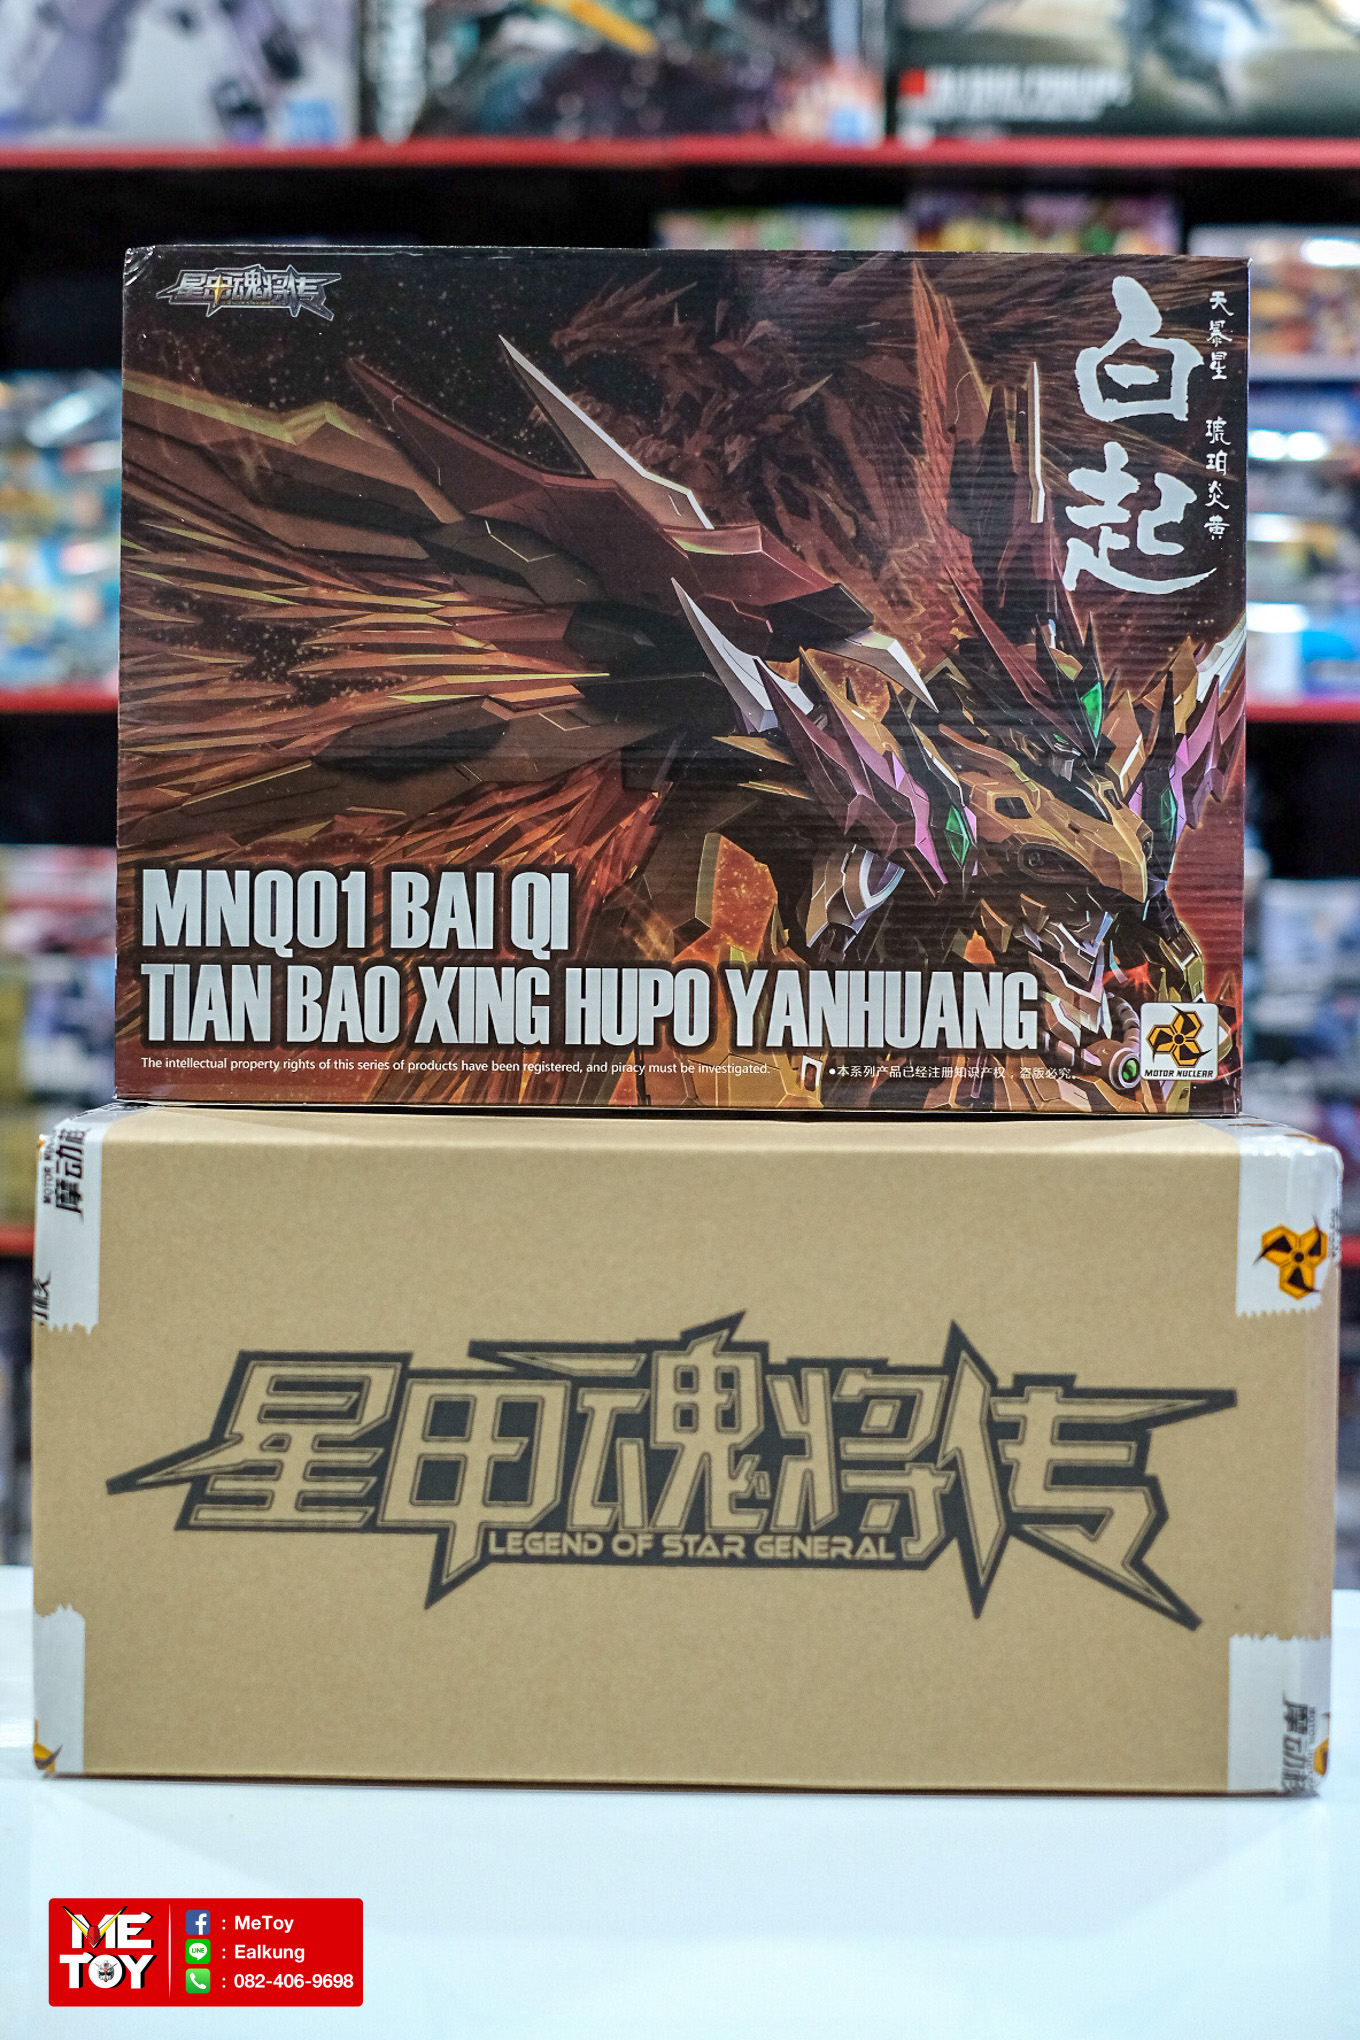 星甲魂将传
白起
天暴星 琥珀炎黄
MNQ01 BAI QI
TIAN BAO XING HUPO YANHUANG
The intellectual property rights of this series of products have been registered, and piracy must be investigated.
●本系列产品已经注册知识产权，盗版必究。
MOTOR NUCLEAR
摩动核
星甲魂将传
LEGEND OF STAR GENERAL
摩动核
ME TOY
: MeToy
LINE : Ealkung
: 082-406-9698